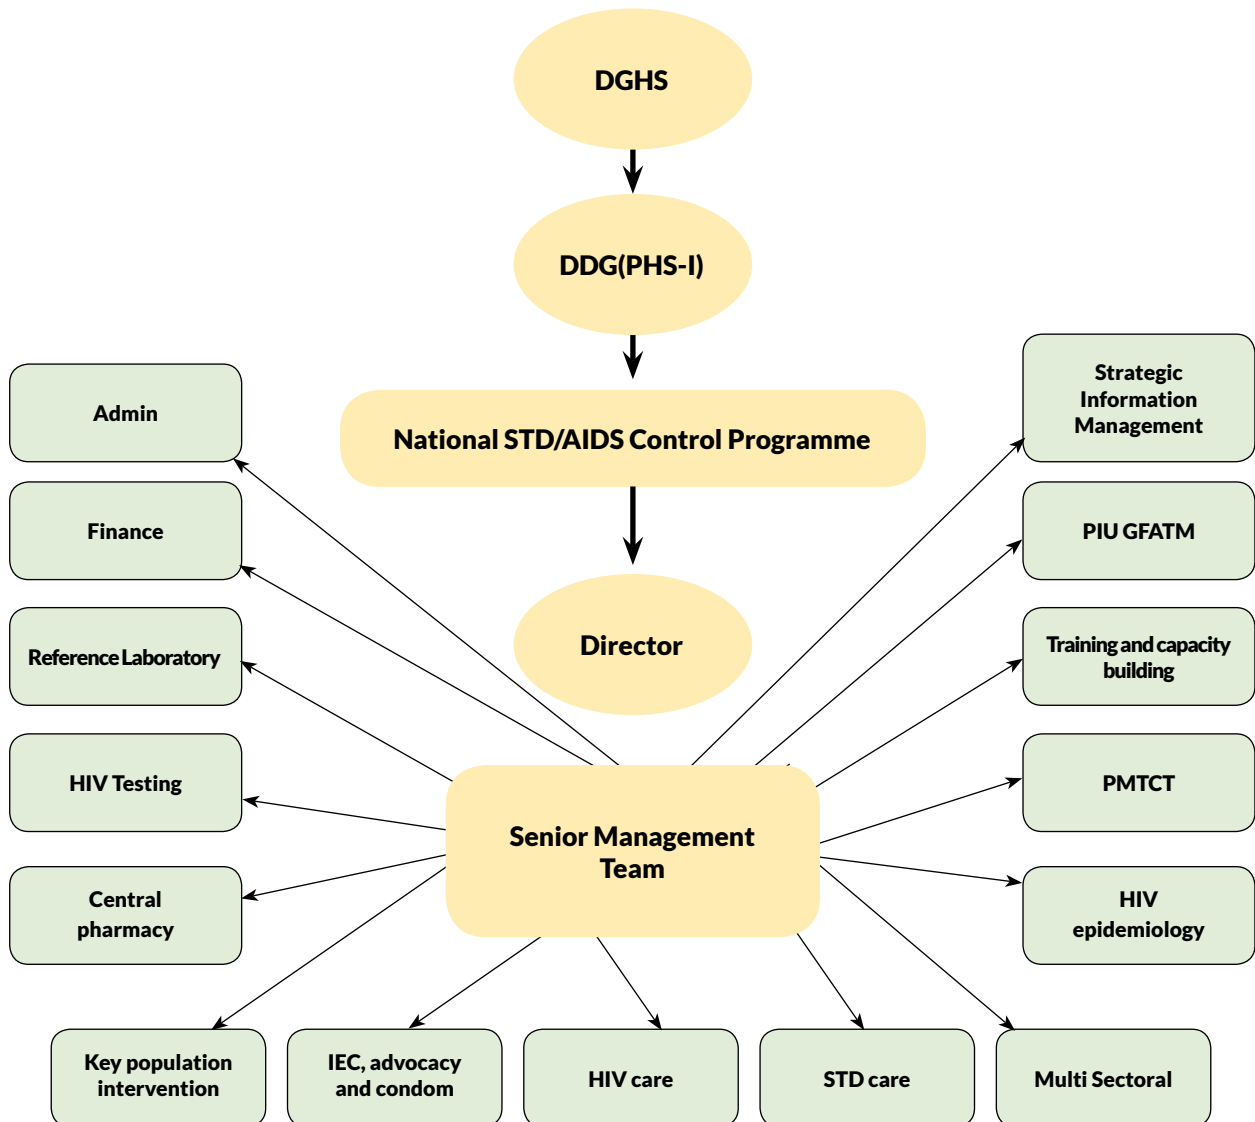 DGHS
DDG(PHS-I)
National STD/AIDS Control Programme
Director
Senior Management
Team
Admin
Finance
Reference Laboratory
HIV Testing
Central
pharmacy
Key population
intervention
IEC, advocacy
and condom
HIV care
STD care
Multi Sectoral
Strategic
Information
Management
PIU GFATM
Training and capacity
building
PMTCT
HIV
epidemiology